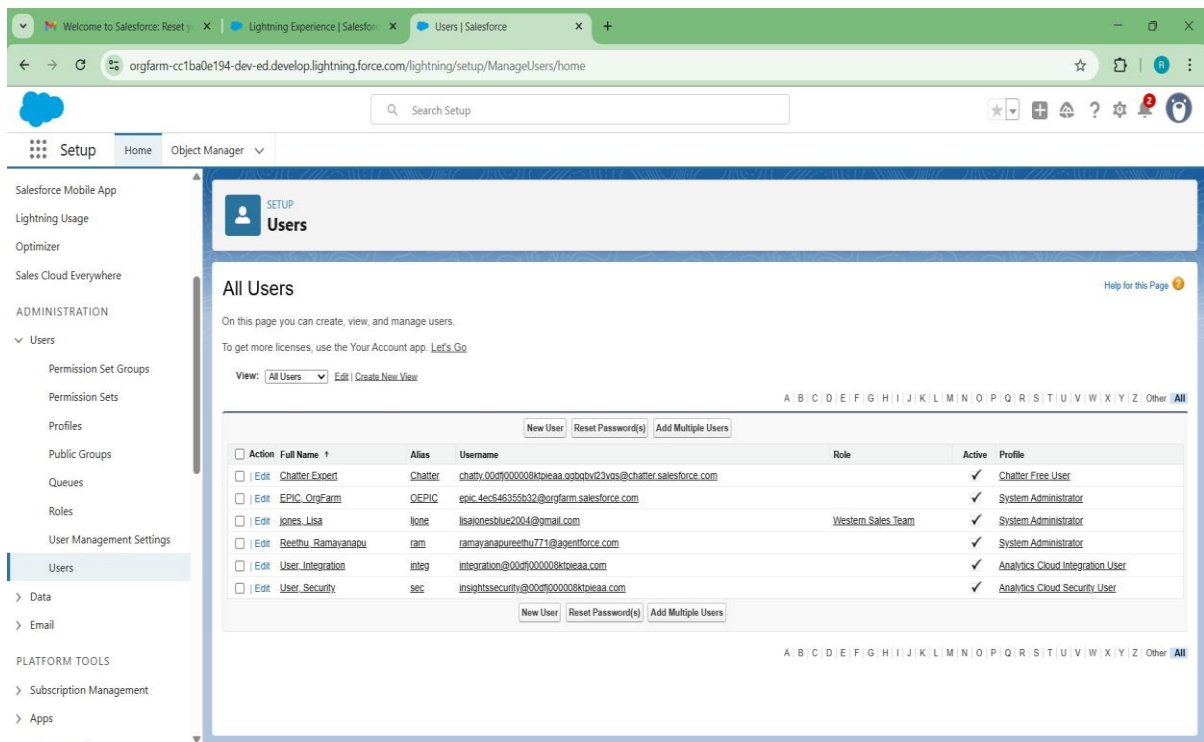 Welcome to Salesforce: Reset y
Lightning Experience | Salesforc
Users | Salesforce
orgfarm-cc1ba0e194-dev-ed.develop.lightning.force.com/lightning/setup/ManageUsers/home
R
Search Setup
2
Setup Home Object Manager
Salesforce Mobile App
Lightning Usage
Optimizer
Sales Cloud Everywhere
ADMINISTRATION
Users
Permission Set Groups
Permission Sets
Profiles
Public Groups
Queues
Roles
User Management Settings
Users
Data
Email
PLATFORM TOOLS
Subscription Management
Apps
SETUP
Users
All Users
Help for this Page ?
On this page you can create, view, and manage users.
To get more licenses, use the Your Account app. Let's Go
View: All Users Edit | Create New View
A | B | C | D | E | F | G | H | I | J | K | L | M | N | O | P | Q | R | S | T | U | V | W | X | Y | Z | Other All
New User Reset Password(s) Add Multiple Users
Action Full Name ↑ Alias Username Role Active Profile
| Edit Chatter Expert Chatter Chatter Free User
| Edit EPIC, OrgFarm OEPIC epic.4ec646355b32@orgfarm.salesforce.com System Administrator
| Edit jones, Lisa ljone lisajonesblue2004@gmail.com Western Sales Team System Administrator
| Edit Reethu, Ramayanapu ram ramayanapureethu771@agentforce.com System Administrator
| Edit User, Integration integ integration@00dfj000008ktpieaa.com Analytics Cloud Integration User
| Edit User, Security sec insightssecurity@00dfj000008ktpieaa.com Analytics Cloud Security User
New User Reset Password(s) Add Multiple Users
A | B | C | D | E | F | G | H | I | J | K | L | M | N | O | P | Q | R | S | T | U | V | W | X | Y | Z | Other All